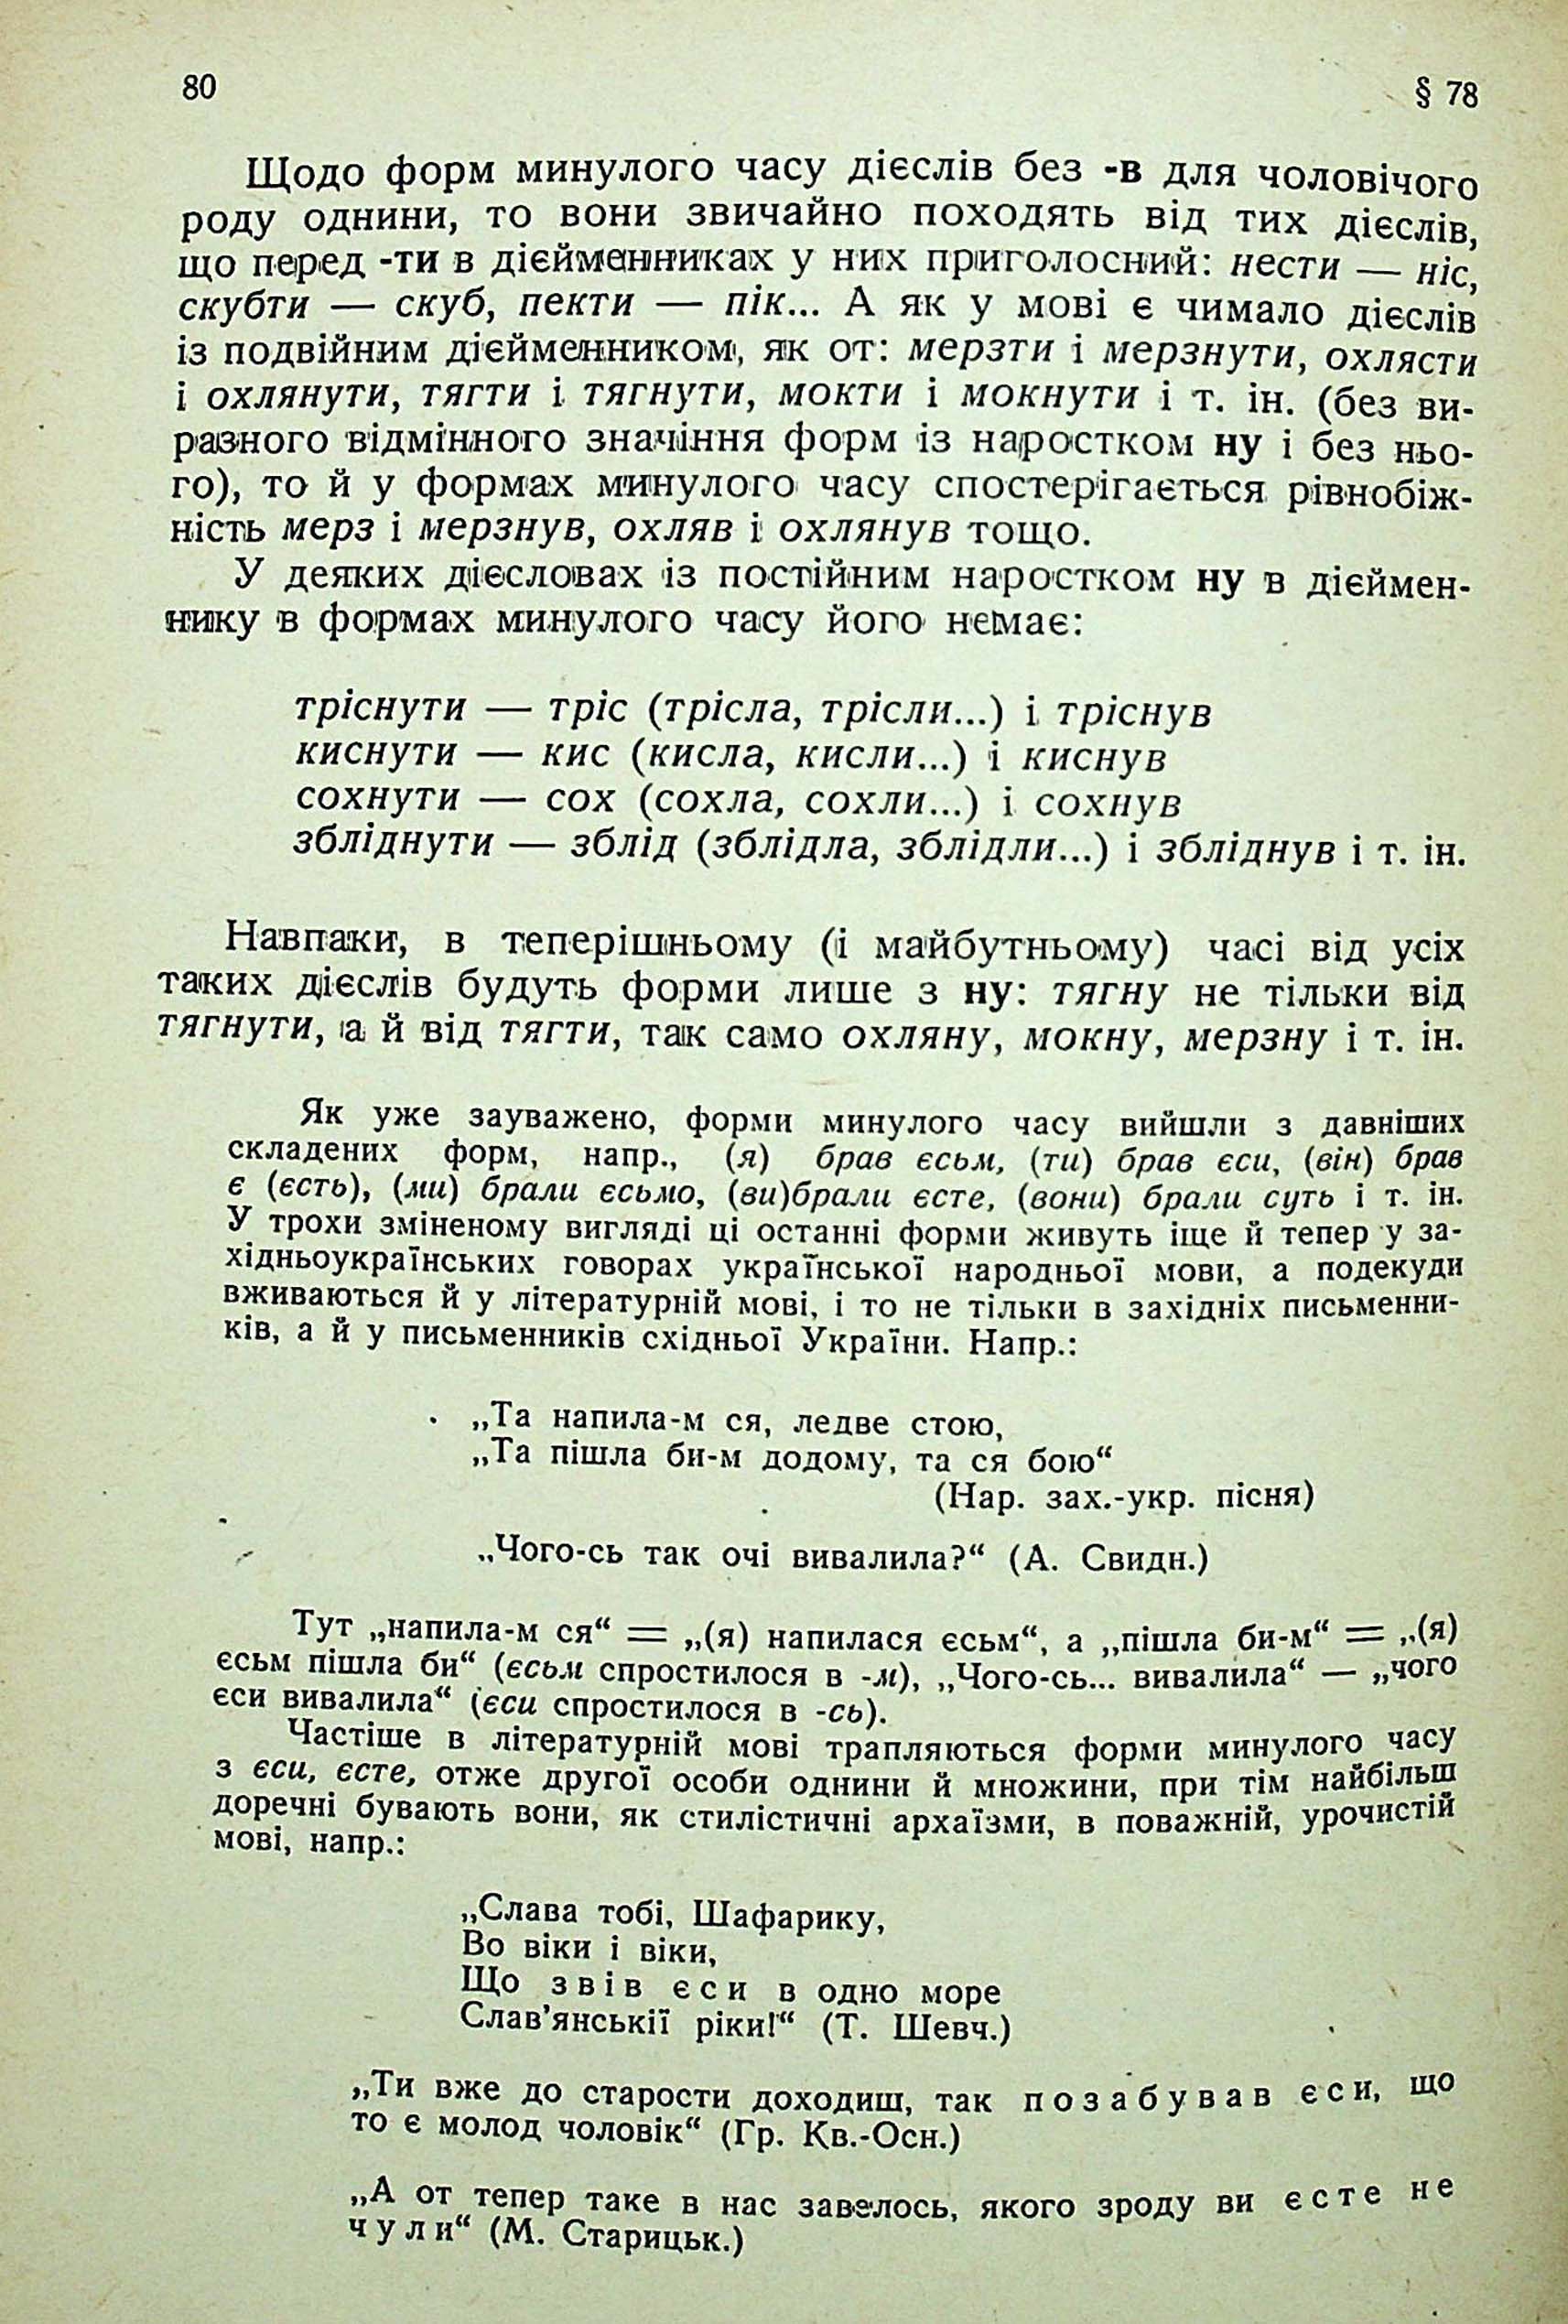 80
§ 78
Щодо форм минулого часу дієслів без -в для чоловічого
роду однини, то вони звичайно походять від тих дієслів,
що перед -ти в дієйменниках у них приголосний: нести — ніс,
скубти — скуб, пекти — пік... А як у мові є чимало дієслів
із подвійним дієйменником, як от: мерзти і мерзнути, охлясти
і охлянути, тягти і тягнути, мокти і мокнути і т. ін. (без ви-
разного відмінного значіння форм із наростком ну і без ньо-
го), то й у формах минулого часу спостерігається рівнобіж-
ність мерз і мерзнув, охляв і охлянув тощо.
У деяких дієсловах із постійним наростком ну в дієймен-
нику в формах минулого часу його немає:
тріснути — тріс (трісла, трісли...) і тріснув
киснути — кис (кисла, кисли...) і киснув
сохнути — сох (сохла, сохли...) і сохнув
збліднути — зблід (зблідла, зблідли...) і збліднув і т. ін.
Навпаки, в теперішньому (і майбутньому) часі від усіх
таких дієслів будуть форми лише з ну: тягну не тільки від
тягнути, а й від тягти, так само охляну, мокну, мерзну і т. ін.
Як уже зауважено, форми минулого часу вийшли з давніших
складених форм, напр., (я) брав єсьм, (ти) брав єси, (він) брав
є (єсть), (ми) брали єсьмо, (ви)брали єсте, (вони) брали суть і т. ін.
У трохи зміненому вигляді ці останні форми живуть іще й тепер у за-
хідньоукраїнських говорах української народньої мови, а подекуди
вживаються й у літературній мові, і то не тільки в західніх письменни-
ків, а й у письменників східньої України. Напр.:
„Та напила-м ся, ледве стою,
„Та пішла би-м додому, та ся бою“
(Нар. зах.-укр. пісня)
„Чого-сь так очі вивалила?“ (А. Свидн.)
Тут „напила-м ся“ = „(я) напилася єсьм“, а „пішла би-м“ = „(я)
єсьм пішла би“ (єсьм спростилося в -м), „Чого-сь... вивалила“ — „чого
єси вивалила“ (єси спростилося в -сь).
Частіше в літературній мові трапляються форми минулого часу
з єси, єсте, отже другої особи однини й множини, при тім найбільш
доречні бувають вони, як стилістичні архаїзми, в поважній, урочистій
мові, напр.:
„Слава тобі, Шафарику,
Во віки і віки,
Що звів єси в одно море
Слав’янськії ріки!“ (Т. Шевч.)
„Ти вже до старости доходиш, так позабував єси, що
то є молод чоловік“ (Гр. Кв.-Осн.)
„А от тепер таке в нас завелось, якого зроду ви єсте не
чули“ (М. Старицьк.)